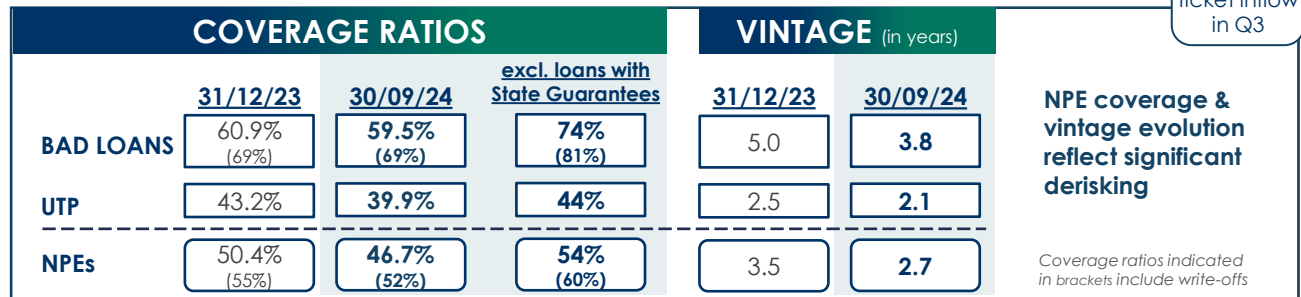 ticket inflow
in Q3
COVERAGE RATIOS
VINTAGE (in years)
31/12/23 30/09/24 excl. loans with
State Guarantees 31/12/23 30/09/24
BAD LOANS 60.9% 59.5% 74% 5.0 3.8
(69%) (69%) (81%)
UTP 43.2% 39.9% 44% 2.5 2.1
NPEs 50.4% 46.7% 54% 3.5 2.7
(55%) (52%) (60%)
NPE coverage &
vintage evolution
reflect significant
derisking
Coverage ratios indicated
in brackets include write-offs